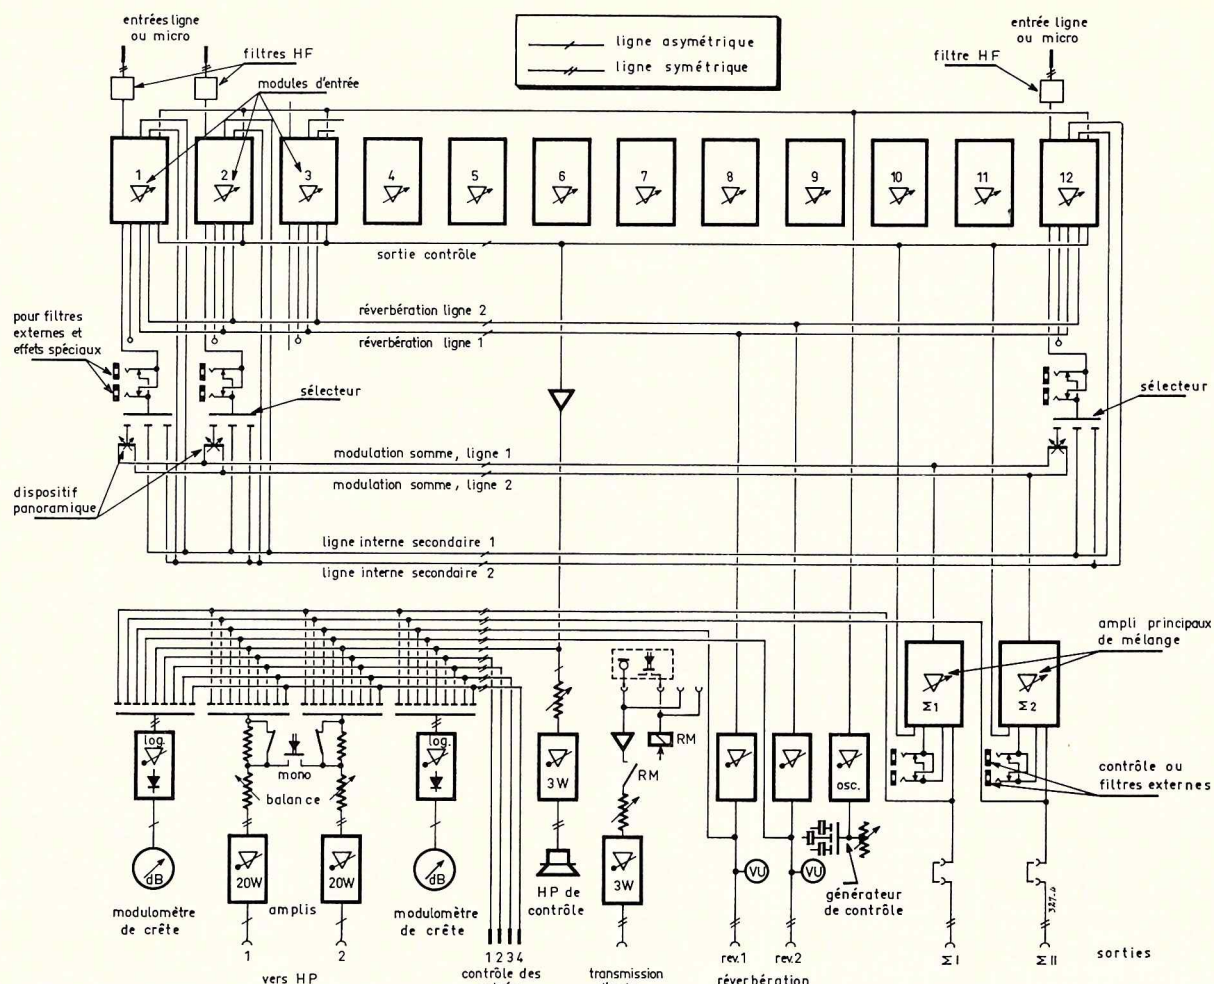 entrées ligne
ou micro
filtres HF
modules d'entrée
ligne asymétrique
ligne symétrique
entrée ligne
ou micro
filtre HF
1
2
3
4
5
6
7
8
9
10
11
12
sortie contrôle
réverbération ligne 2
réverbération ligne 1
pour filtres
externes et
effets spéciaux
sélecteur
sélecteur
modulation somme, ligne 1
modulation somme, ligne 2
dispositif
panoramique
ligne interne secondaire 1
ligne interne secondaire 2
ampli principaux
de mélange
Σ1
Σ2
log.
mono
log.
balance
3W
RM
RM
osc.
contrôle ou
filtres externes
dB
20W
20W
dB
HP de
contrôle
3W
VU
VU
générateur
de contrôle
modulomètre
de crête
amplis
modulomètre
de crête
327.a
1
2
vers HP
1 2 3 4
contrôle des
transmission
rev.1
rev.2
réverbération
Σ I
Σ II
sorties